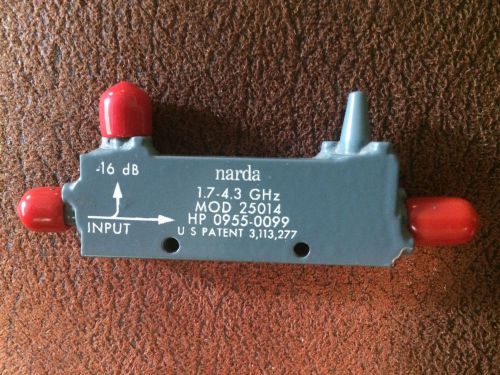 narda
-16 dB
1.7-4.3 GHz
MOD 25014
HP 0955-0099
INPUT
U S PATENT 3,113,277